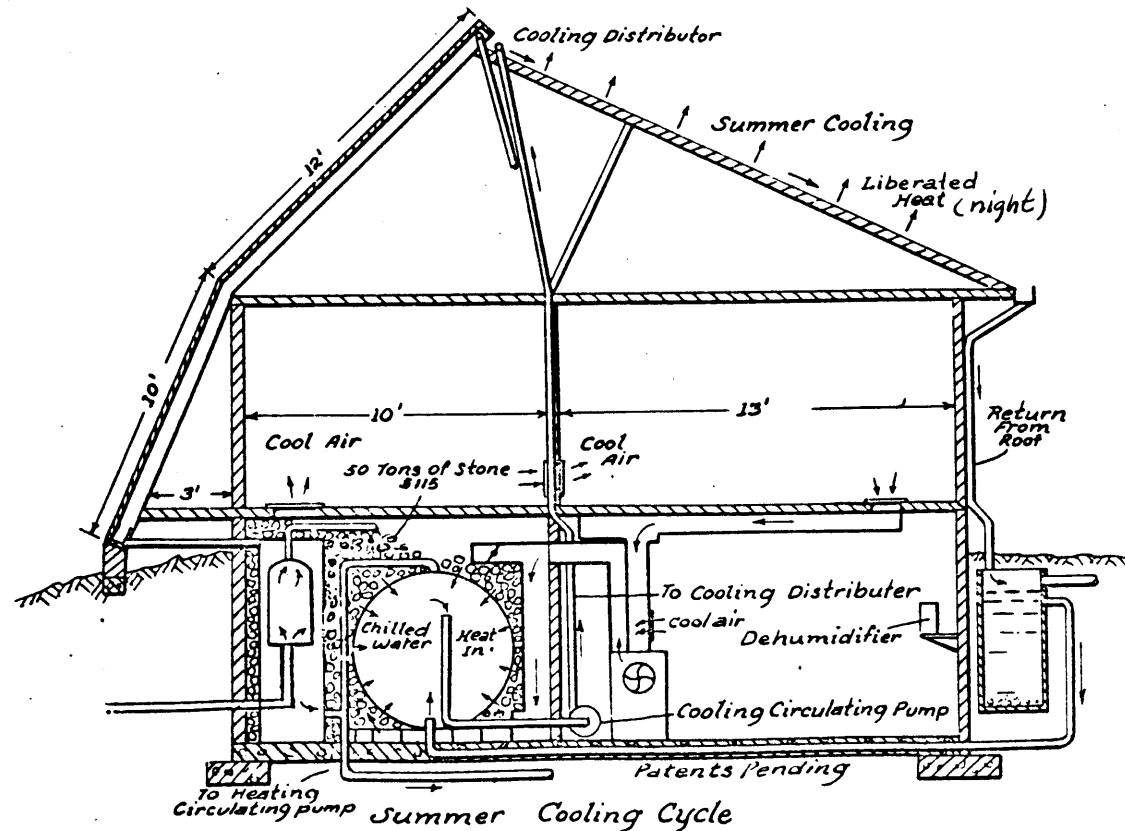 Cooling Distributor
Summer Cooling
Liberated
Heat (night)
12'
10'
10'
13'
Cool Air
Cool
Air
50 Tons of Stone
$115
3'
Return
From
Roof
To Cooling Distributer
Cool air
Dehumidifier
Chilled
Water
Heat
In
Cooling Circulating Pump
Patents Pending
To Heating
Circulating pump
Summer Cooling Cycle